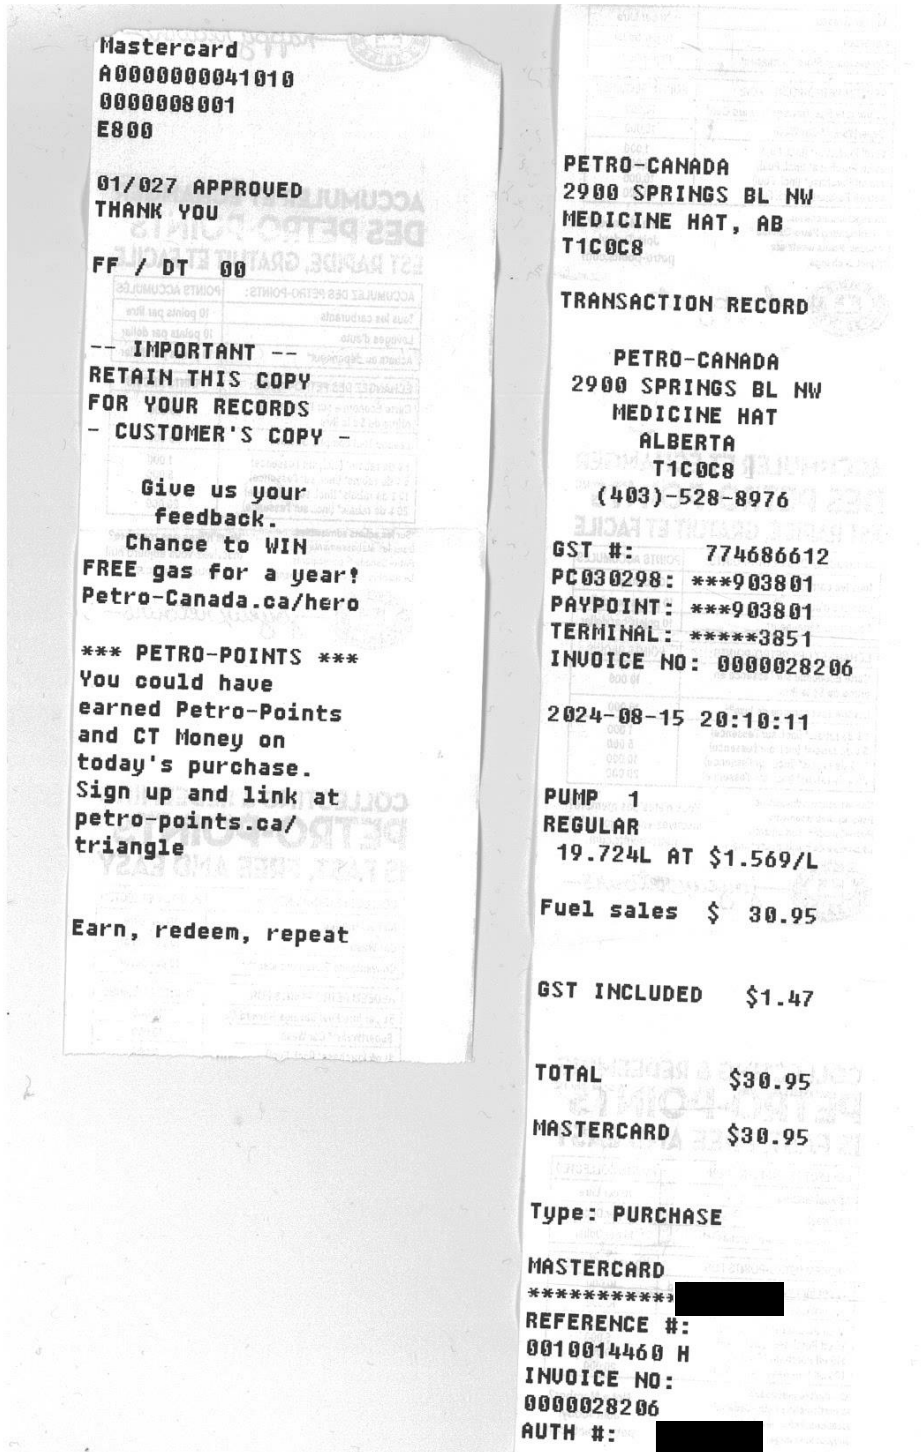 PETRO-CANADA
2900 SPRINGS BL NW
MEDICINE HAT, AB
T1C0C8
TRANSACTION RECORD
PETRO-CANADA
2900 SPRINGS BL NW
MEDICINE HAT
ALBERTA
T1C0C8
(403)-528-8976
GST #: 774686612
PC030298: ***903801
PAYPOINT: ***903801
TERMINAL: *****3851
INVOICE NO: 0000028206
2024-08-15 20:10:11
PUMP 1
REGULAR
19.724L AT $1.569/L
Fuel sales $ 30.95
GST INCLUDED $1.47
TOTAL $30.95
MASTERCARD $30.95
Type: PURCHASE
MASTERCARD
***********
REFERENCE #:
0010014460 H
INVOICE NO:
0000028206
AUTH #:
Mastercard
A0000000041010
0000008001
E800
01/027 APPROVED
THANK YOU
FF / DT 00
-- IMPORTANT --
RETAIN THIS COPY
FOR YOUR RECORDS
- CUSTOMER'S COPY -
Give us your
feedback.
Chance to WIN
FREE gas for a year!
Petro-Canada.ca/hero
*** PETRO-POINTS ***
You could have
earned Petro-Points
and CT Money on
today's purchase.
Sign up and link at
petro-points.ca/
triangle
Earn, redeem, repeat